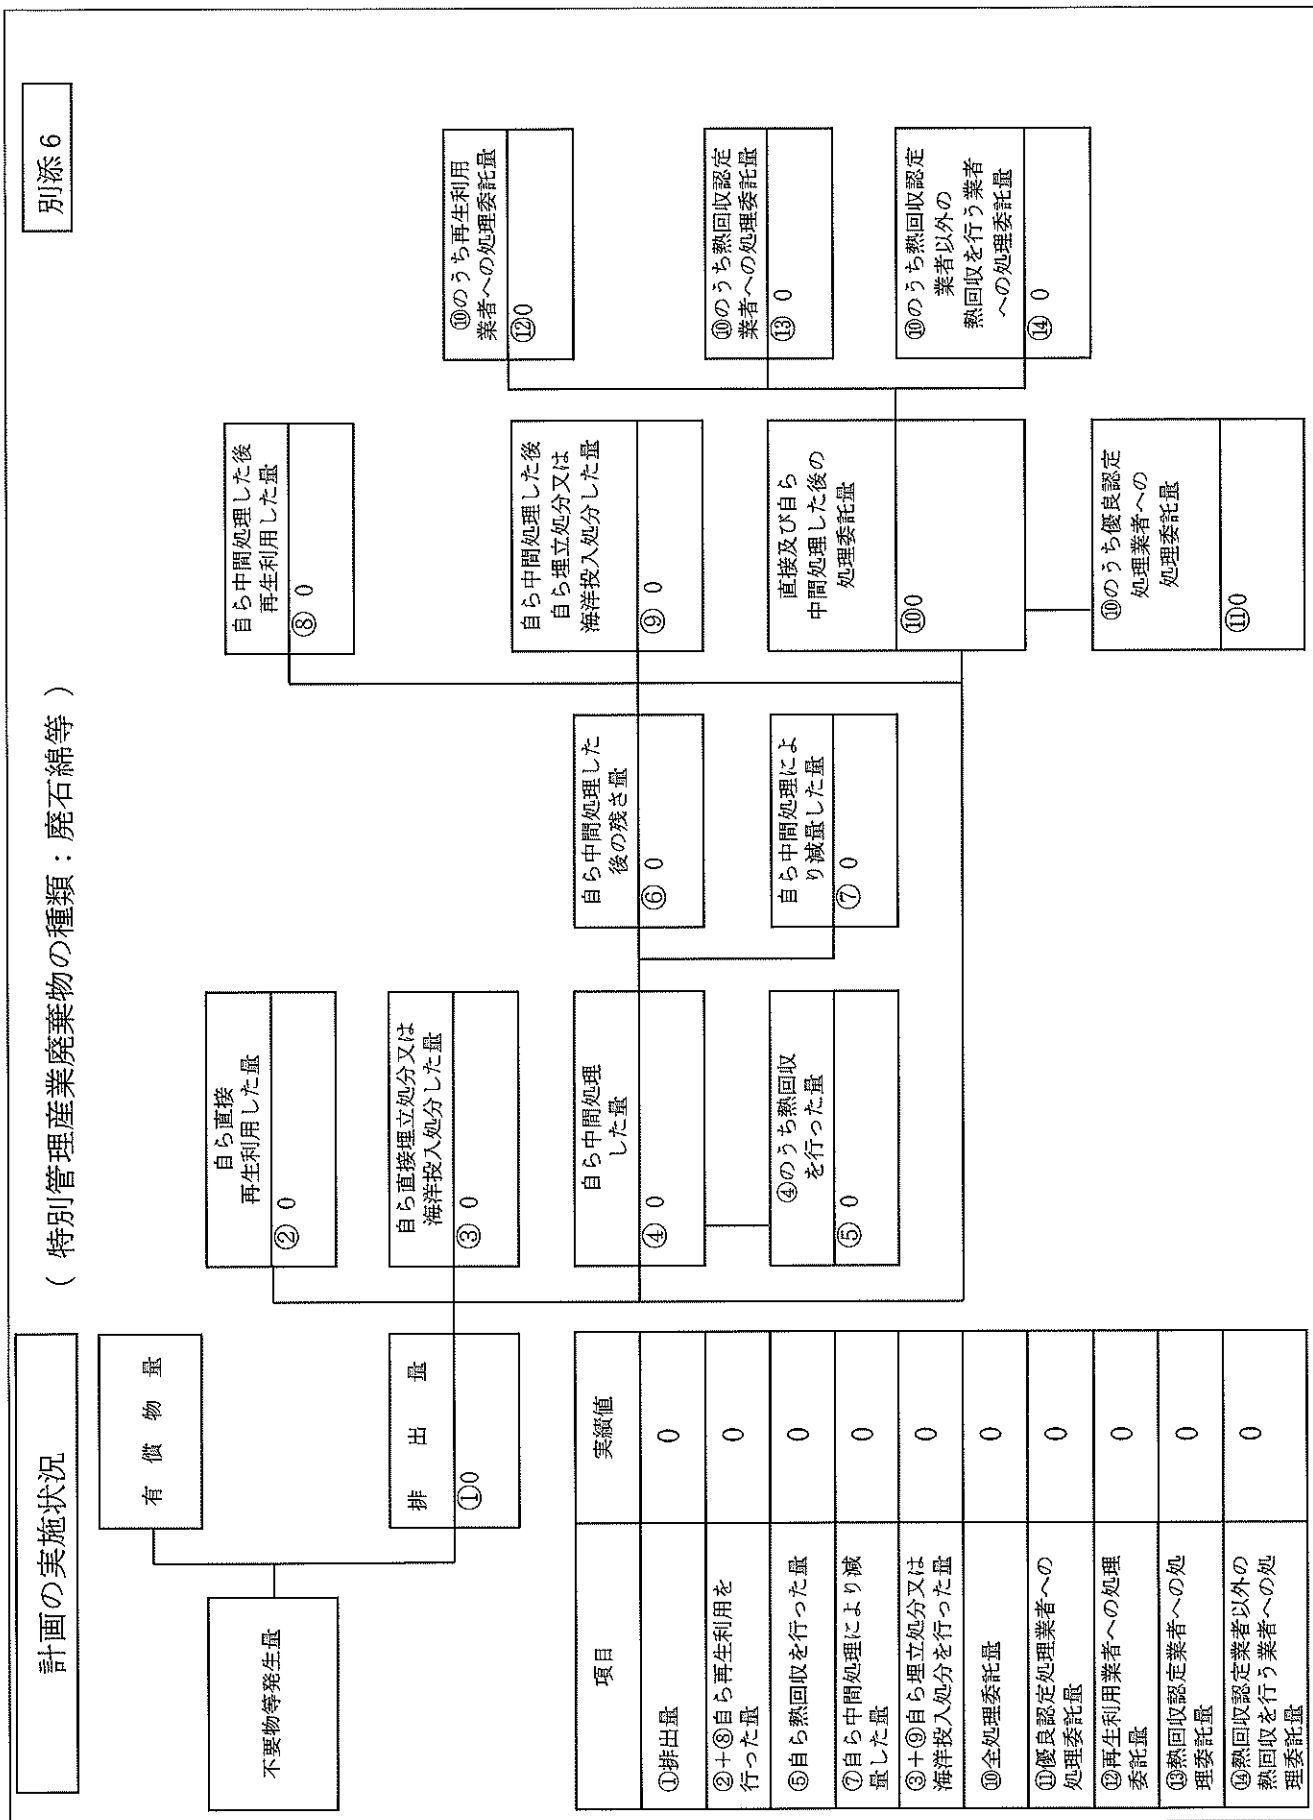 計画の実施状況
（ 特別管理産業廃棄物の種類：廃石綿等 ）
別添 6
不要物等発生量
有 償 物 量
排 出 量
①0
自ら直接
再生利用した量
② 0
自ら直接埋立処分又は
海洋投入処分した量
③ 0
自ら中間処理
した量
④ 0
④のうち熱回収
を行った量
⑤ 0
自ら中間処理した
後の残さ量
⑥ 0
自ら中間処理によ
り減量した量
⑦ 0
自ら中間処理した後
再生利用した量
⑧ 0
自ら中間処理した後
自ら埋立処分又は
海洋投入処分した量
⑨ 0
直接及び自ら
中間処理した後の
処理委託量
⑩0
⑩のうち優良認定
処理業者への
処理委託量
⑪0
⑩のうち再生利用
業者への処理委託量
⑫0
⑩のうち熱回収認定
業者への処理委託量
⑬ 0
⑩のうち熱回収認定
業者以外の
熱回収を行う業者
への処理委託量
⑭ 0
項目 実績値
①排出量 0
②＋⑧自ら再生利用を
行った量 0
⑤自ら熱回収を行った量 0
⑦自ら中間処理により減
量した量 0
③＋⑨自ら埋立処分又は
海洋投入処分を行った量 0
⑩全処理委託量 0
⑪優良認定処理業者への
処理委託量 0
⑫再生利用業者への処理
委託量 0
⑬熱回収認定業者への処
理委託量 0
⑭熱回収認定業者以外の
熱回収を行う業者への処
理委託量 0